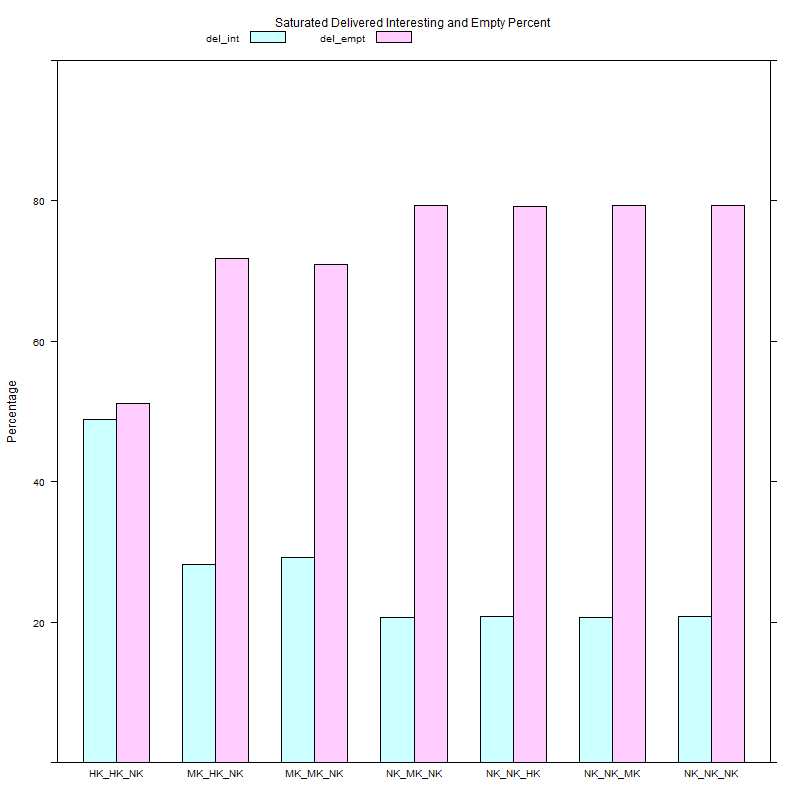 Saturated Delivered Interesting and Empty Percent
del_int del_empt
Percentage
80
60
40
20
HK_HK_NK MK_HK_NK MK_MK_NK NK_MK_NK NK_NK_HK NK_NK_MK NK_NK_NK